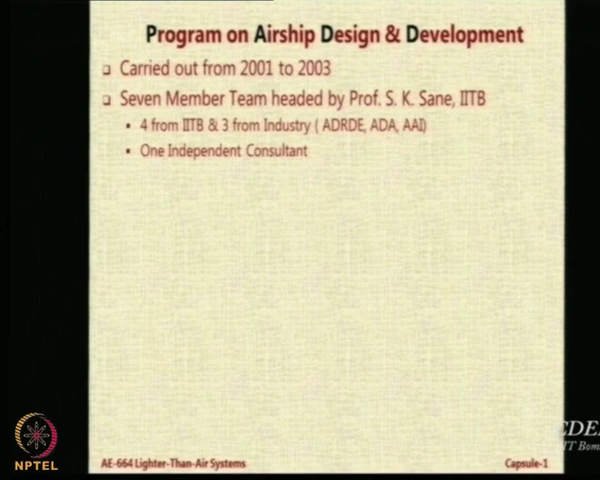 Program on Airship Design & Development
Carried out from 2001 to 2003
Seven Member Team headed by Prof. S. K. Sane, IITB
4 from IITB & 3 from Industry ( ADRDE, ADA, AAI)
One Independent Consultant
NPTEL
AE-664 Lighter-Than-Air Systems
Capsule-1